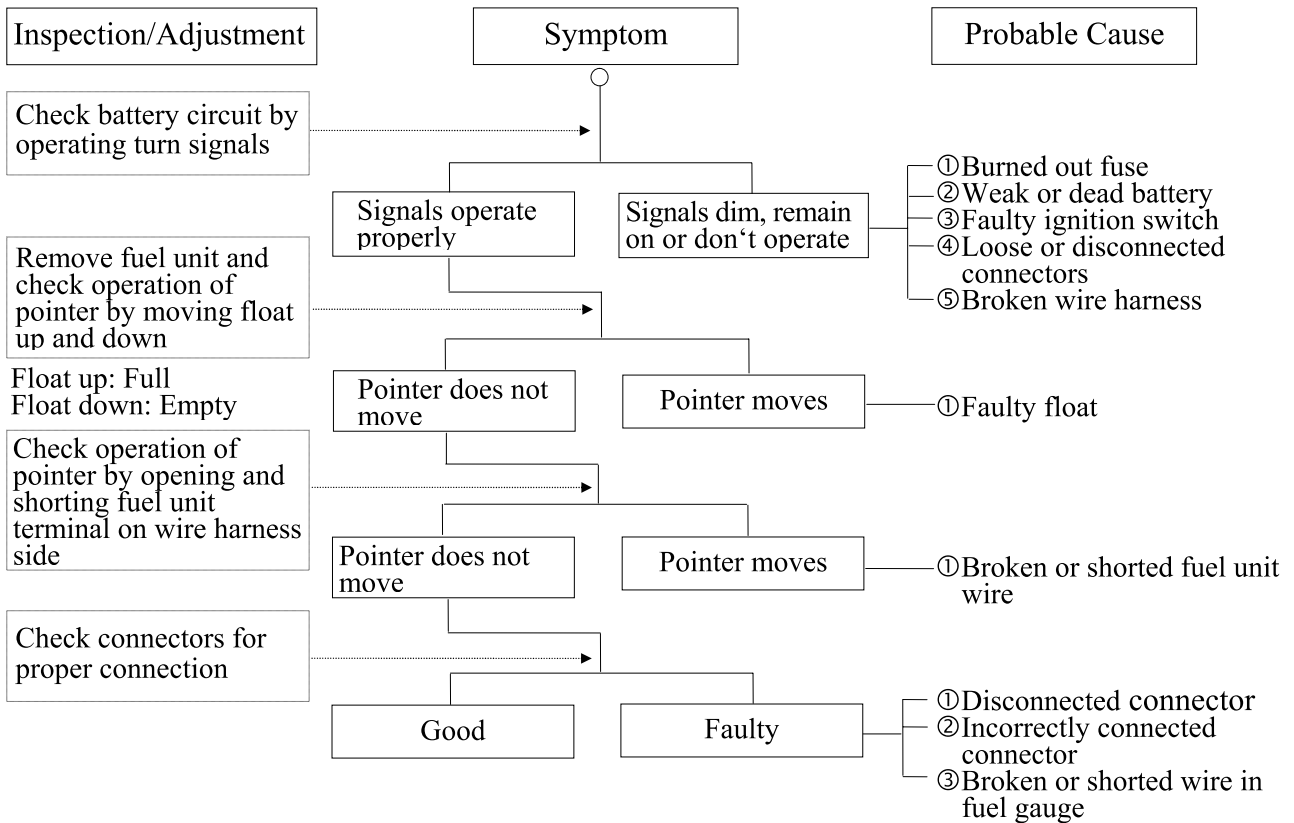 Inspection/Adjustment
Symptom
Probable Cause
Check battery circuit by
operating turn signals
Signals operate
properly
Signals dim, remain
on or don‘t operate
①Burned out fuse
②Weak or dead battery
③Faulty ignition switch
④Loose or disconnected
connectors
⑤Broken wire harness
Remove fuel unit and
check operation of
pointer by moving float
up and down
Float up: Full
Float down: Empty
Pointer does not
move
Pointer moves
①Faulty float
Check operation of
pointer by opening and
shorting fuel unit
terminal on wire harness
side
Pointer does not
move
Pointer moves
①Broken or shorted fuel unit
wire
Check connectors for
proper connection
Good
Faulty
①Disconnected connector
②Incorrectly connected
connector
③Broken or shorted wire in
fuel gauge